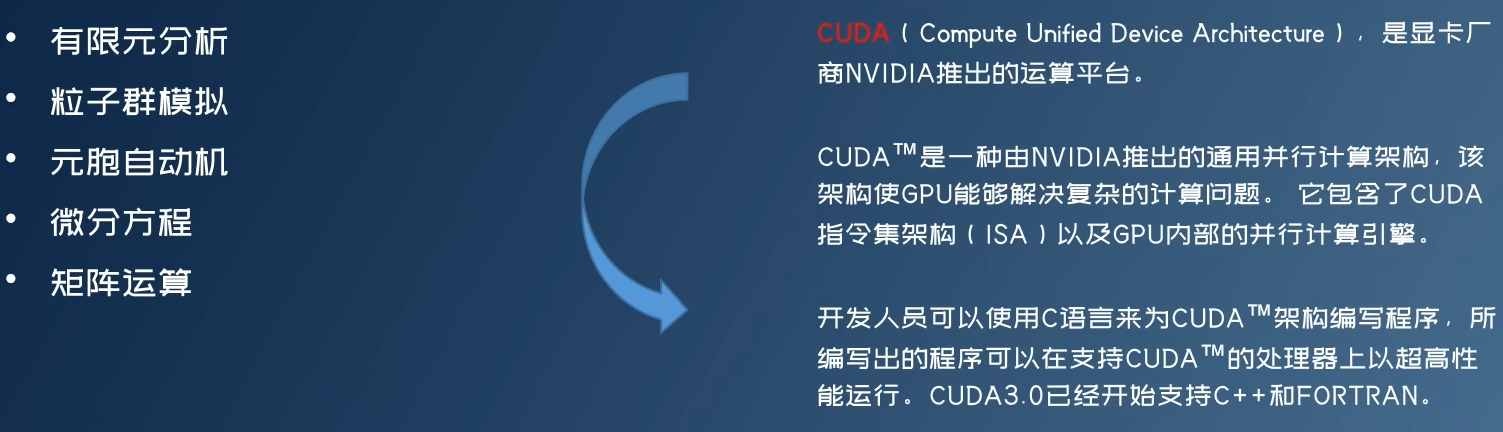 • 有限元分析
• 粒子群模拟
• 元胞自动机
• 微分方程
• 矩阵运算
CUDA（Compute Unified Device Architecture），是显卡厂
商NVIDIA推出的运算平台。
CUDA™是一种由NVIDIA推出的通用并行计算架构，该
架构使GPU能够解决复杂的计算问题。 它包含了CUDA
指令集架构（ISA）以及GPU内部的并行计算引擎。
开发人员可以使用C语言来为CUDA™架构编写程序，所
编写出的程序可以在支持CUDA™的处理器上以超高性
能运行。CUDA3.0已经开始支持C++和FORTRAN。